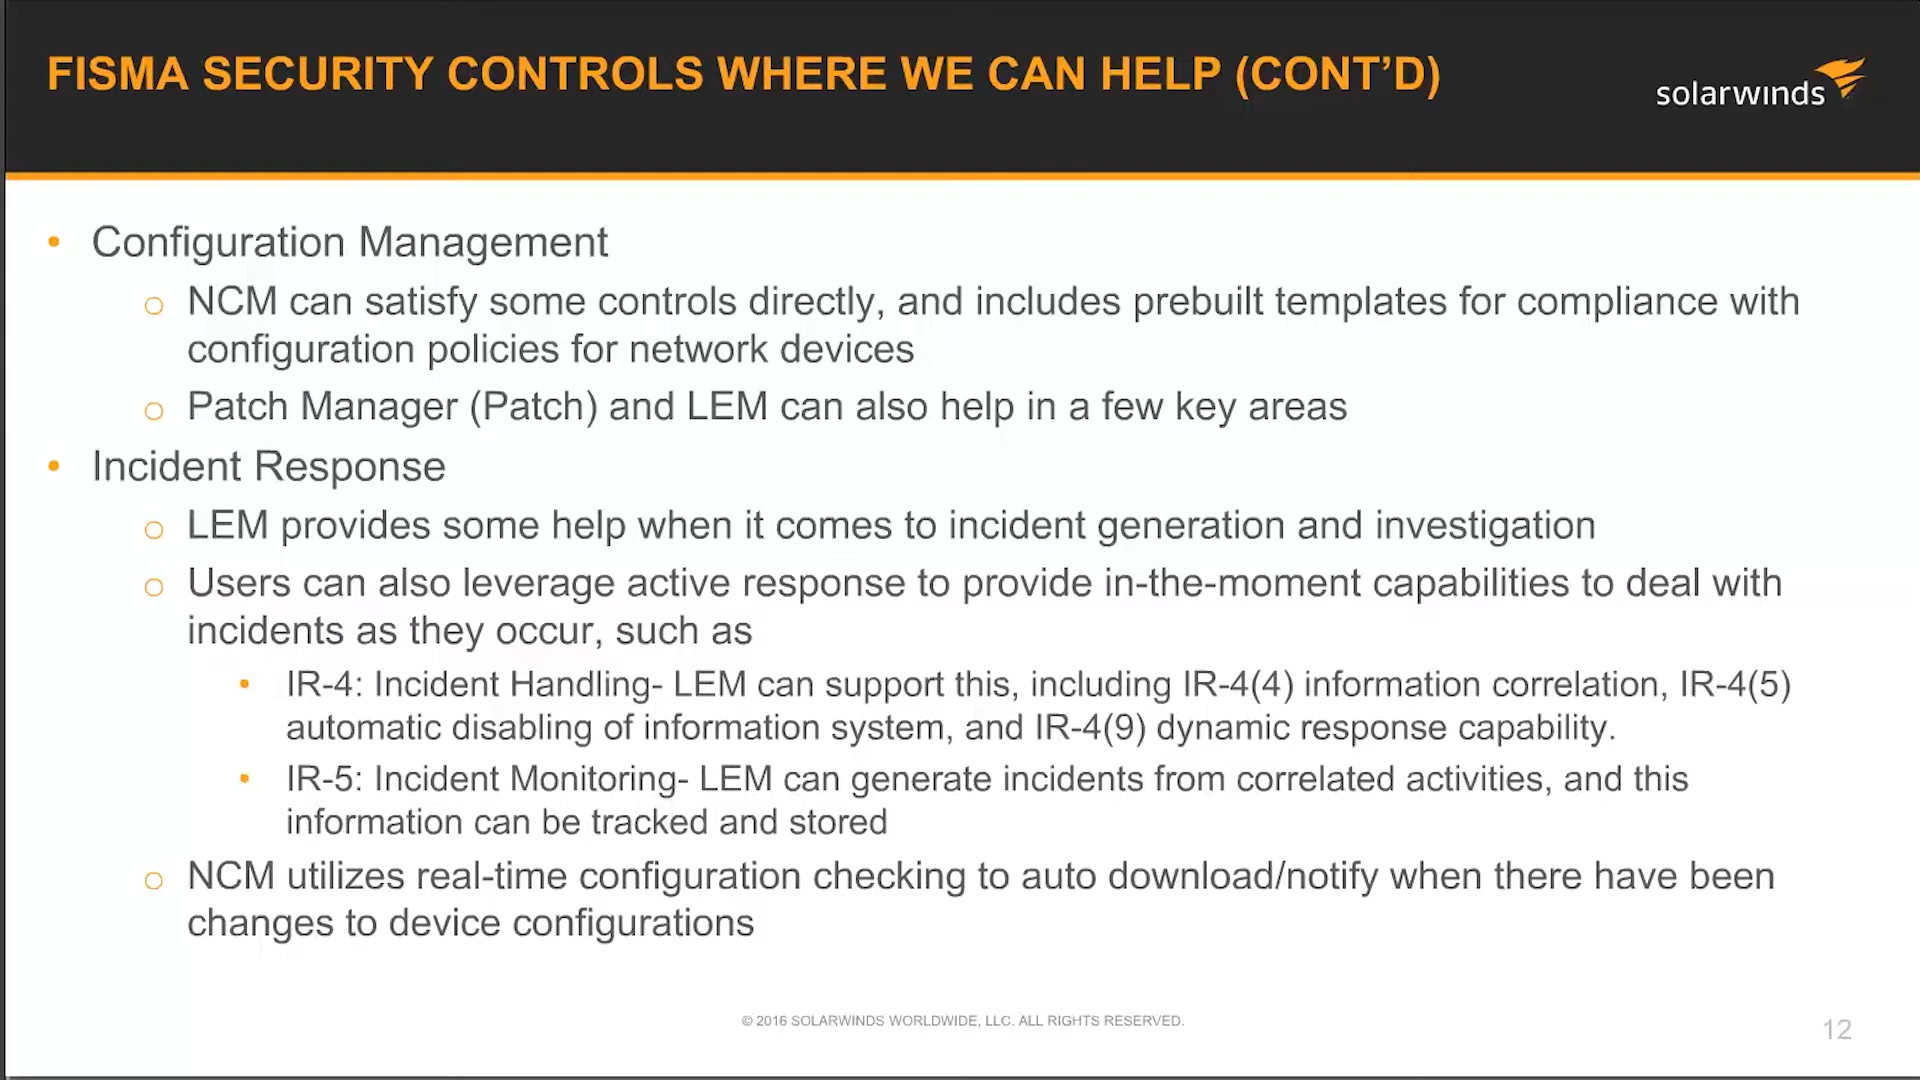 FISMA SECURITY CONTROLS WHERE WE CAN HELP (CONT’D)
solarwinds
• Configuration Management
o NCM can satisfy some controls directly, and includes prebuilt templates for compliance with
configuration policies for network devices
o Patch Manager (Patch) and LEM can also help in a few key areas
• Incident Response
o LEM provides some help when it comes to incident generation and investigation
o Users can also leverage active response to provide in-the-moment capabilities to deal with
incidents as they occur, such as
• IR-4: Incident Handling- LEM can support this, including IR-4(4) information correlation, IR-4(5)
automatic disabling of information system, and IR-4(9) dynamic response capability.
• IR-5: Incident Monitoring- LEM can generate incidents from correlated activities, and this
information can be tracked and stored
o NCM utilizes real-time configuration checking to auto download/notify when there have been
changes to device configurations
© 2016 SOLARWINDS WORLDWIDE, LLC. ALL RIGHTS RESERVED.
12